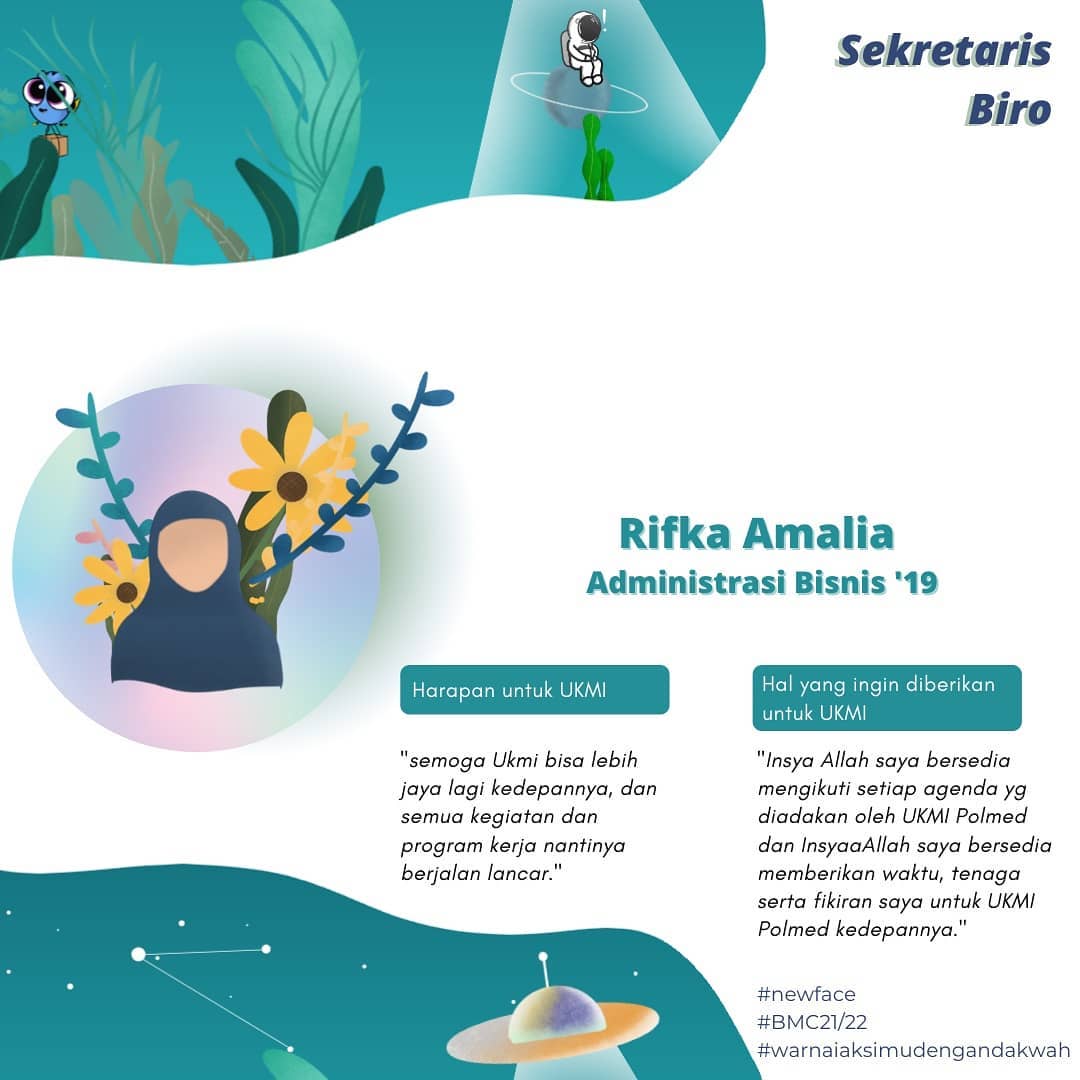 Sekretaris
Biro
Rifka Amalia
Administrasi Bisnis '19
Harapan untuk UKMI
"semoga Ukmi bisa lebih
jaya lagi kedepannya, dan
semua kegiatan dan
program kerja nantinya
berjalan lancar."
Hal yang ingin diberikan
untuk UKMI
"Insya Allah saya bersedia
mengikuti setiap agenda yg
diadakan oleh UKMI Polmed
dan InsyaaAllah saya bersedia
memberikan waktu, tenaga
serta fikiran saya untuk UKMI
Polmed kedepannya."
#newface
#BMC21/22
#warnaiaksimudengandakwah